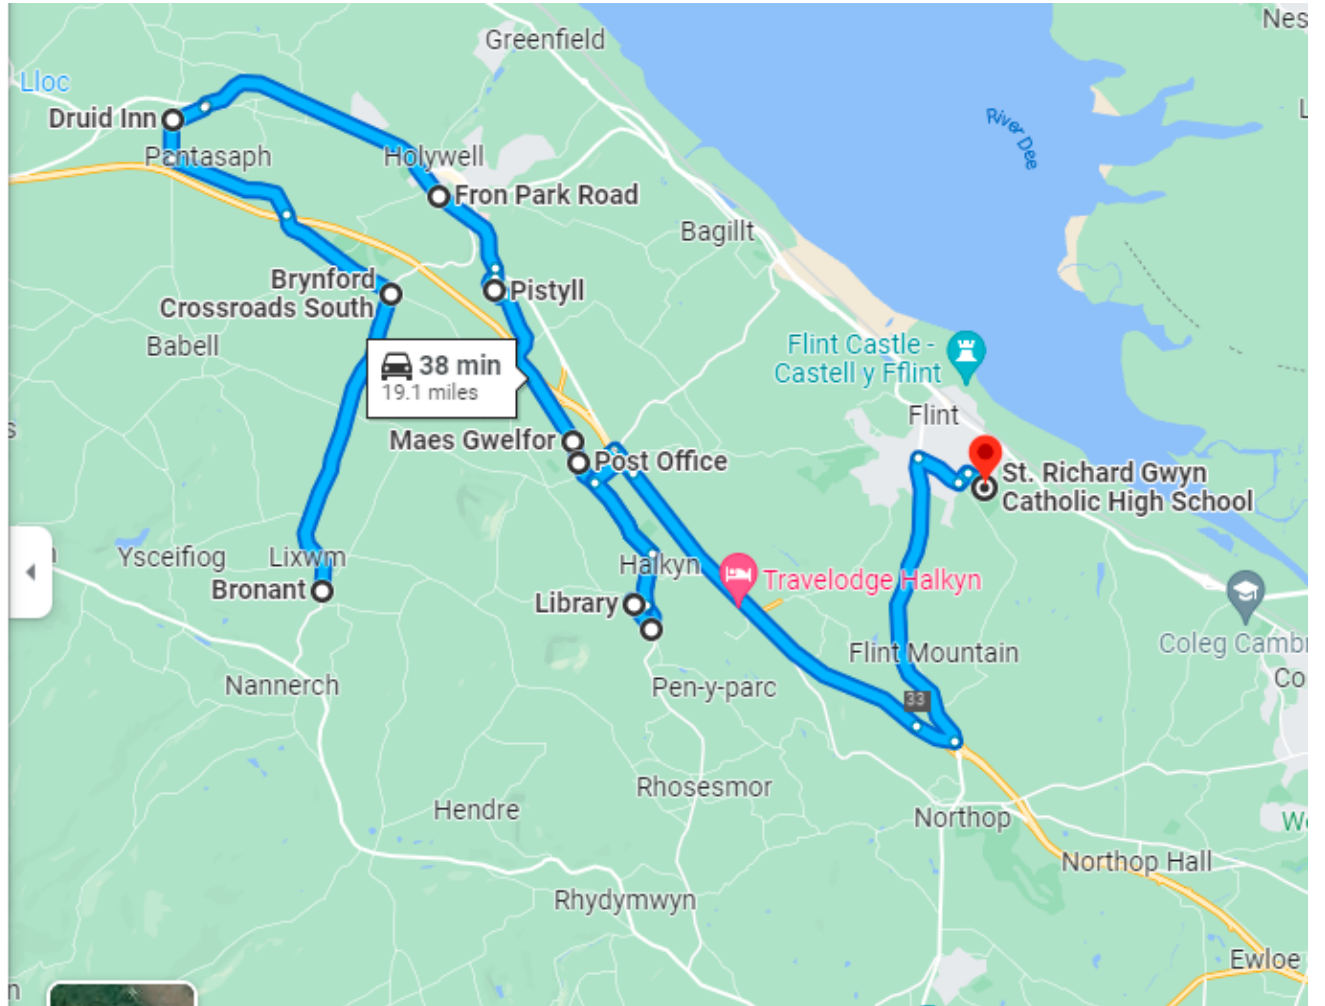 Nes
Greenfield
Lloc
Druid Inn
Pantasaph
Holywell
River Dee
Fron Park Road
Bagillt
Brynford
Crossroads South
Pistyll
Babell
38 min
19.1 miles
Flint Castle -
Castell y Fflint
Flint
Maes Gwelfor
Post Office
St. Richard Gwyn
Catholic High School
Ysceifiog
Lixwm
Halkyn
Travelodge Halkyn
Bronant
Library
Flint Mountain
Coleg Cambr
Co
Nannerch
Pen-y-parc
33
Rhosesmor
Hendre
Northop
Northop Hall
Rhydymwyn
Ewloe